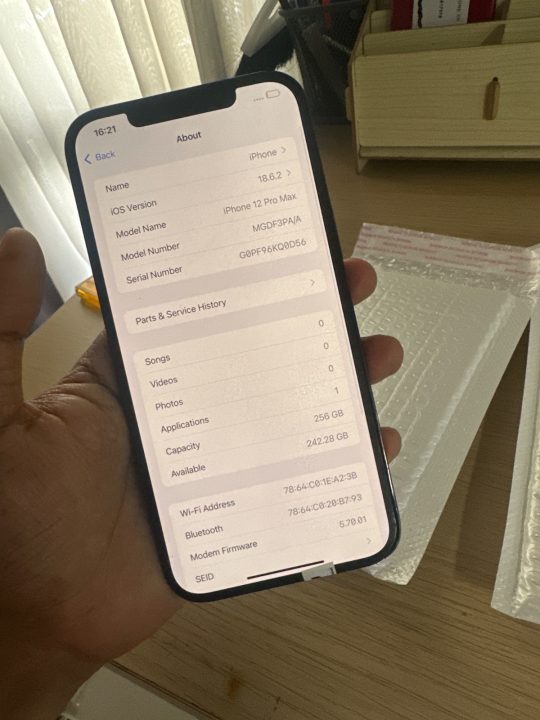 16:21
Back
About
Name iPhone
iOS Version 18.6.2
Model Name iPhone 12 Pro Max
Model Number MGDF3PA/A
Serial Number G0PF96KQ0D56
Parts & Service History
Songs 0
Videos 0
Photos 0
Applications 1
Capacity 256 GB
Available 242.28 GB
Wi-Fi Address 78:64:C0:1E:A2:3B
Bluetooth 78:64:C0:20:B7:93
Modem Firmware 5.70.01
SEID